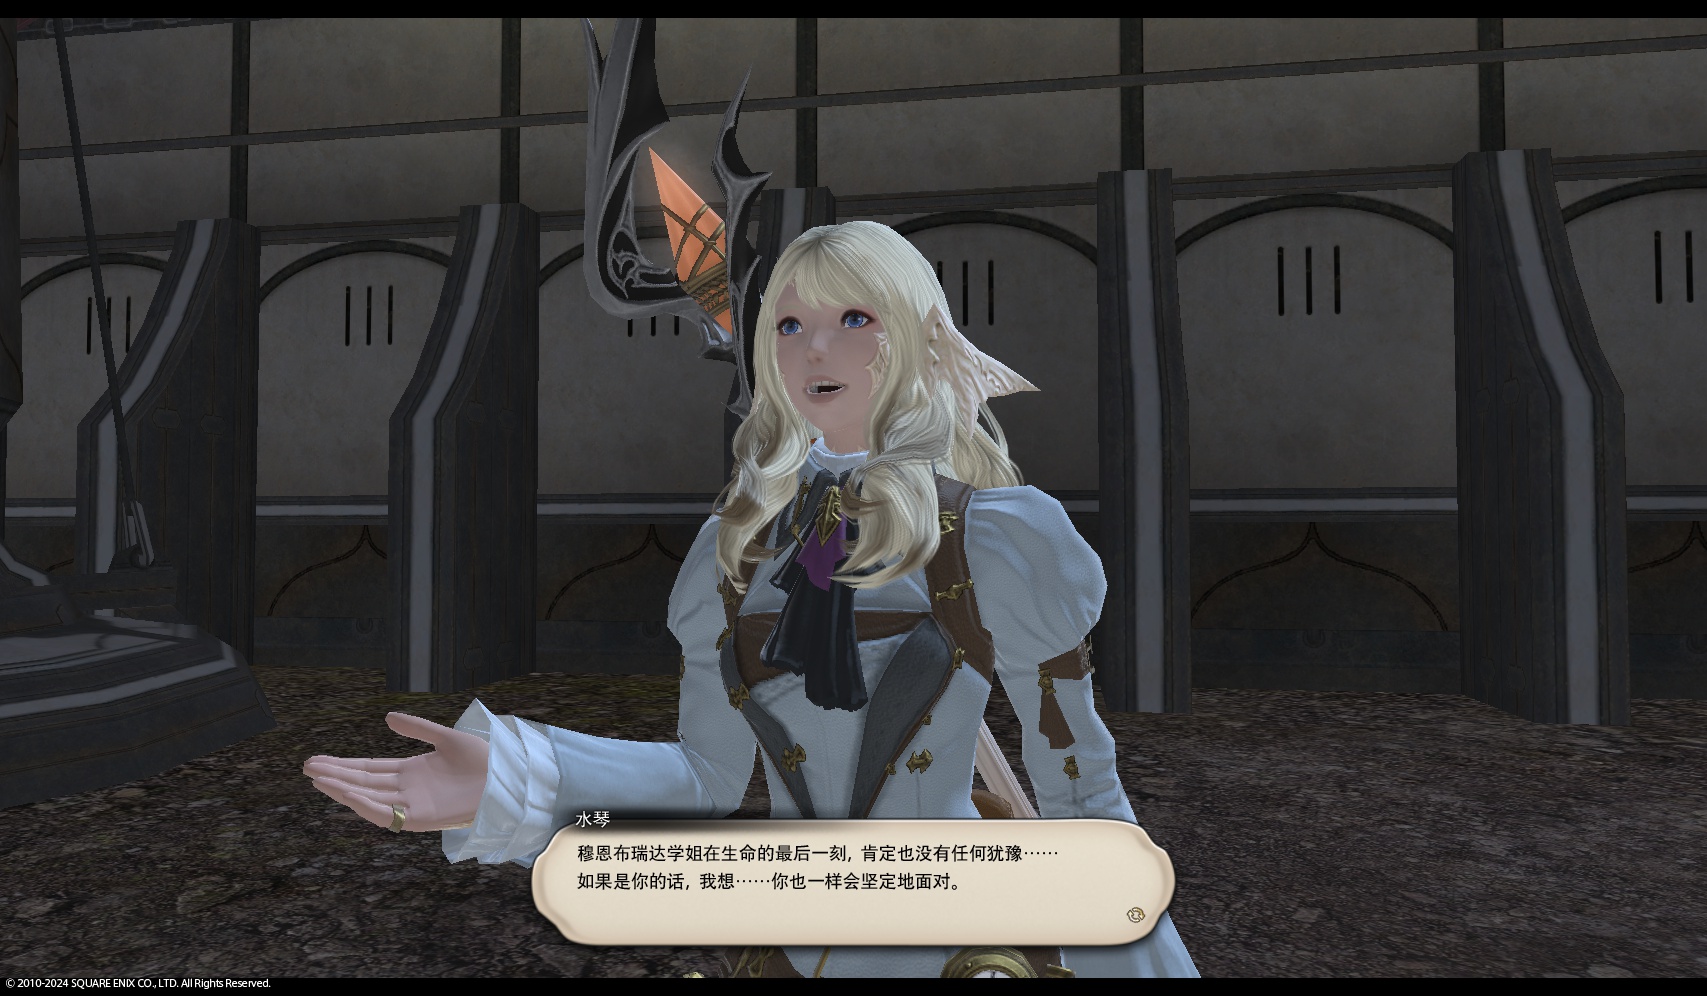 水琴
穆恩布瑞达学姐在生命的最后一刻, 肯定也没有任何犹豫……
如果是你的话, 我想……你也一样会坚定地面对。
© 2010-2024 SQUARE ENIX CO., LTD. All Rights Reserved.